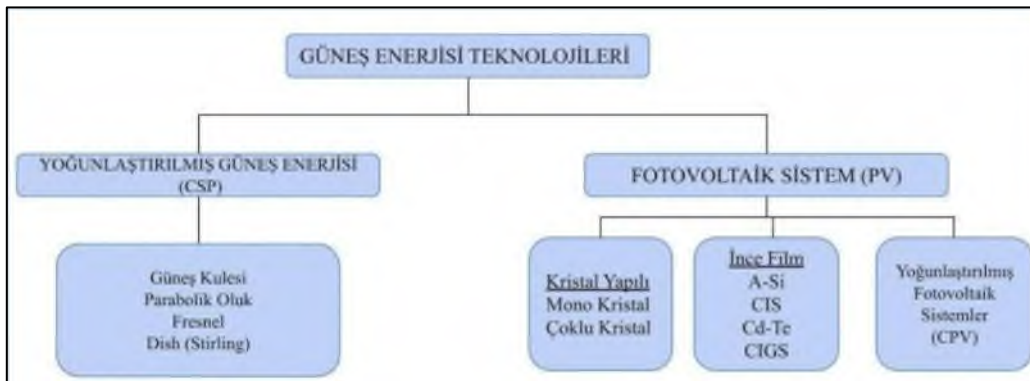 GÜNEŞ ENERJİSİ TEKNOLOJİLERİ
YOĞUNLAŞTIRILMIŞ GÜNEŞ ENERJİSİ
(CSP)
FOTOVOLTAİK SİSTEM (PV)
Güneş Kulesi
Parabolik Oluk
Fresnel
Dish (Stirling)
Kristal Yapılı
Mono Kristal
Çoklu Kristal
İnce Film
A-Si
CIS
Cd-Te
CIGS
Yoğunlaştırılmış
Fotovoltaik
Sistemler
(CPV)